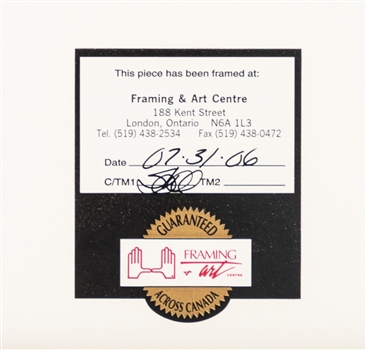 This piece has been framed at:
Framing & Art Centre
188 Kent Street
London, Ontario N6A 1L3
Tel. (519) 438-2534 Fax (519) 438-0472
Date 07.31.06
C/TM1 TM2
GUARANTEED
FRAMING
& art
CENTRE
ACROSS CANADA